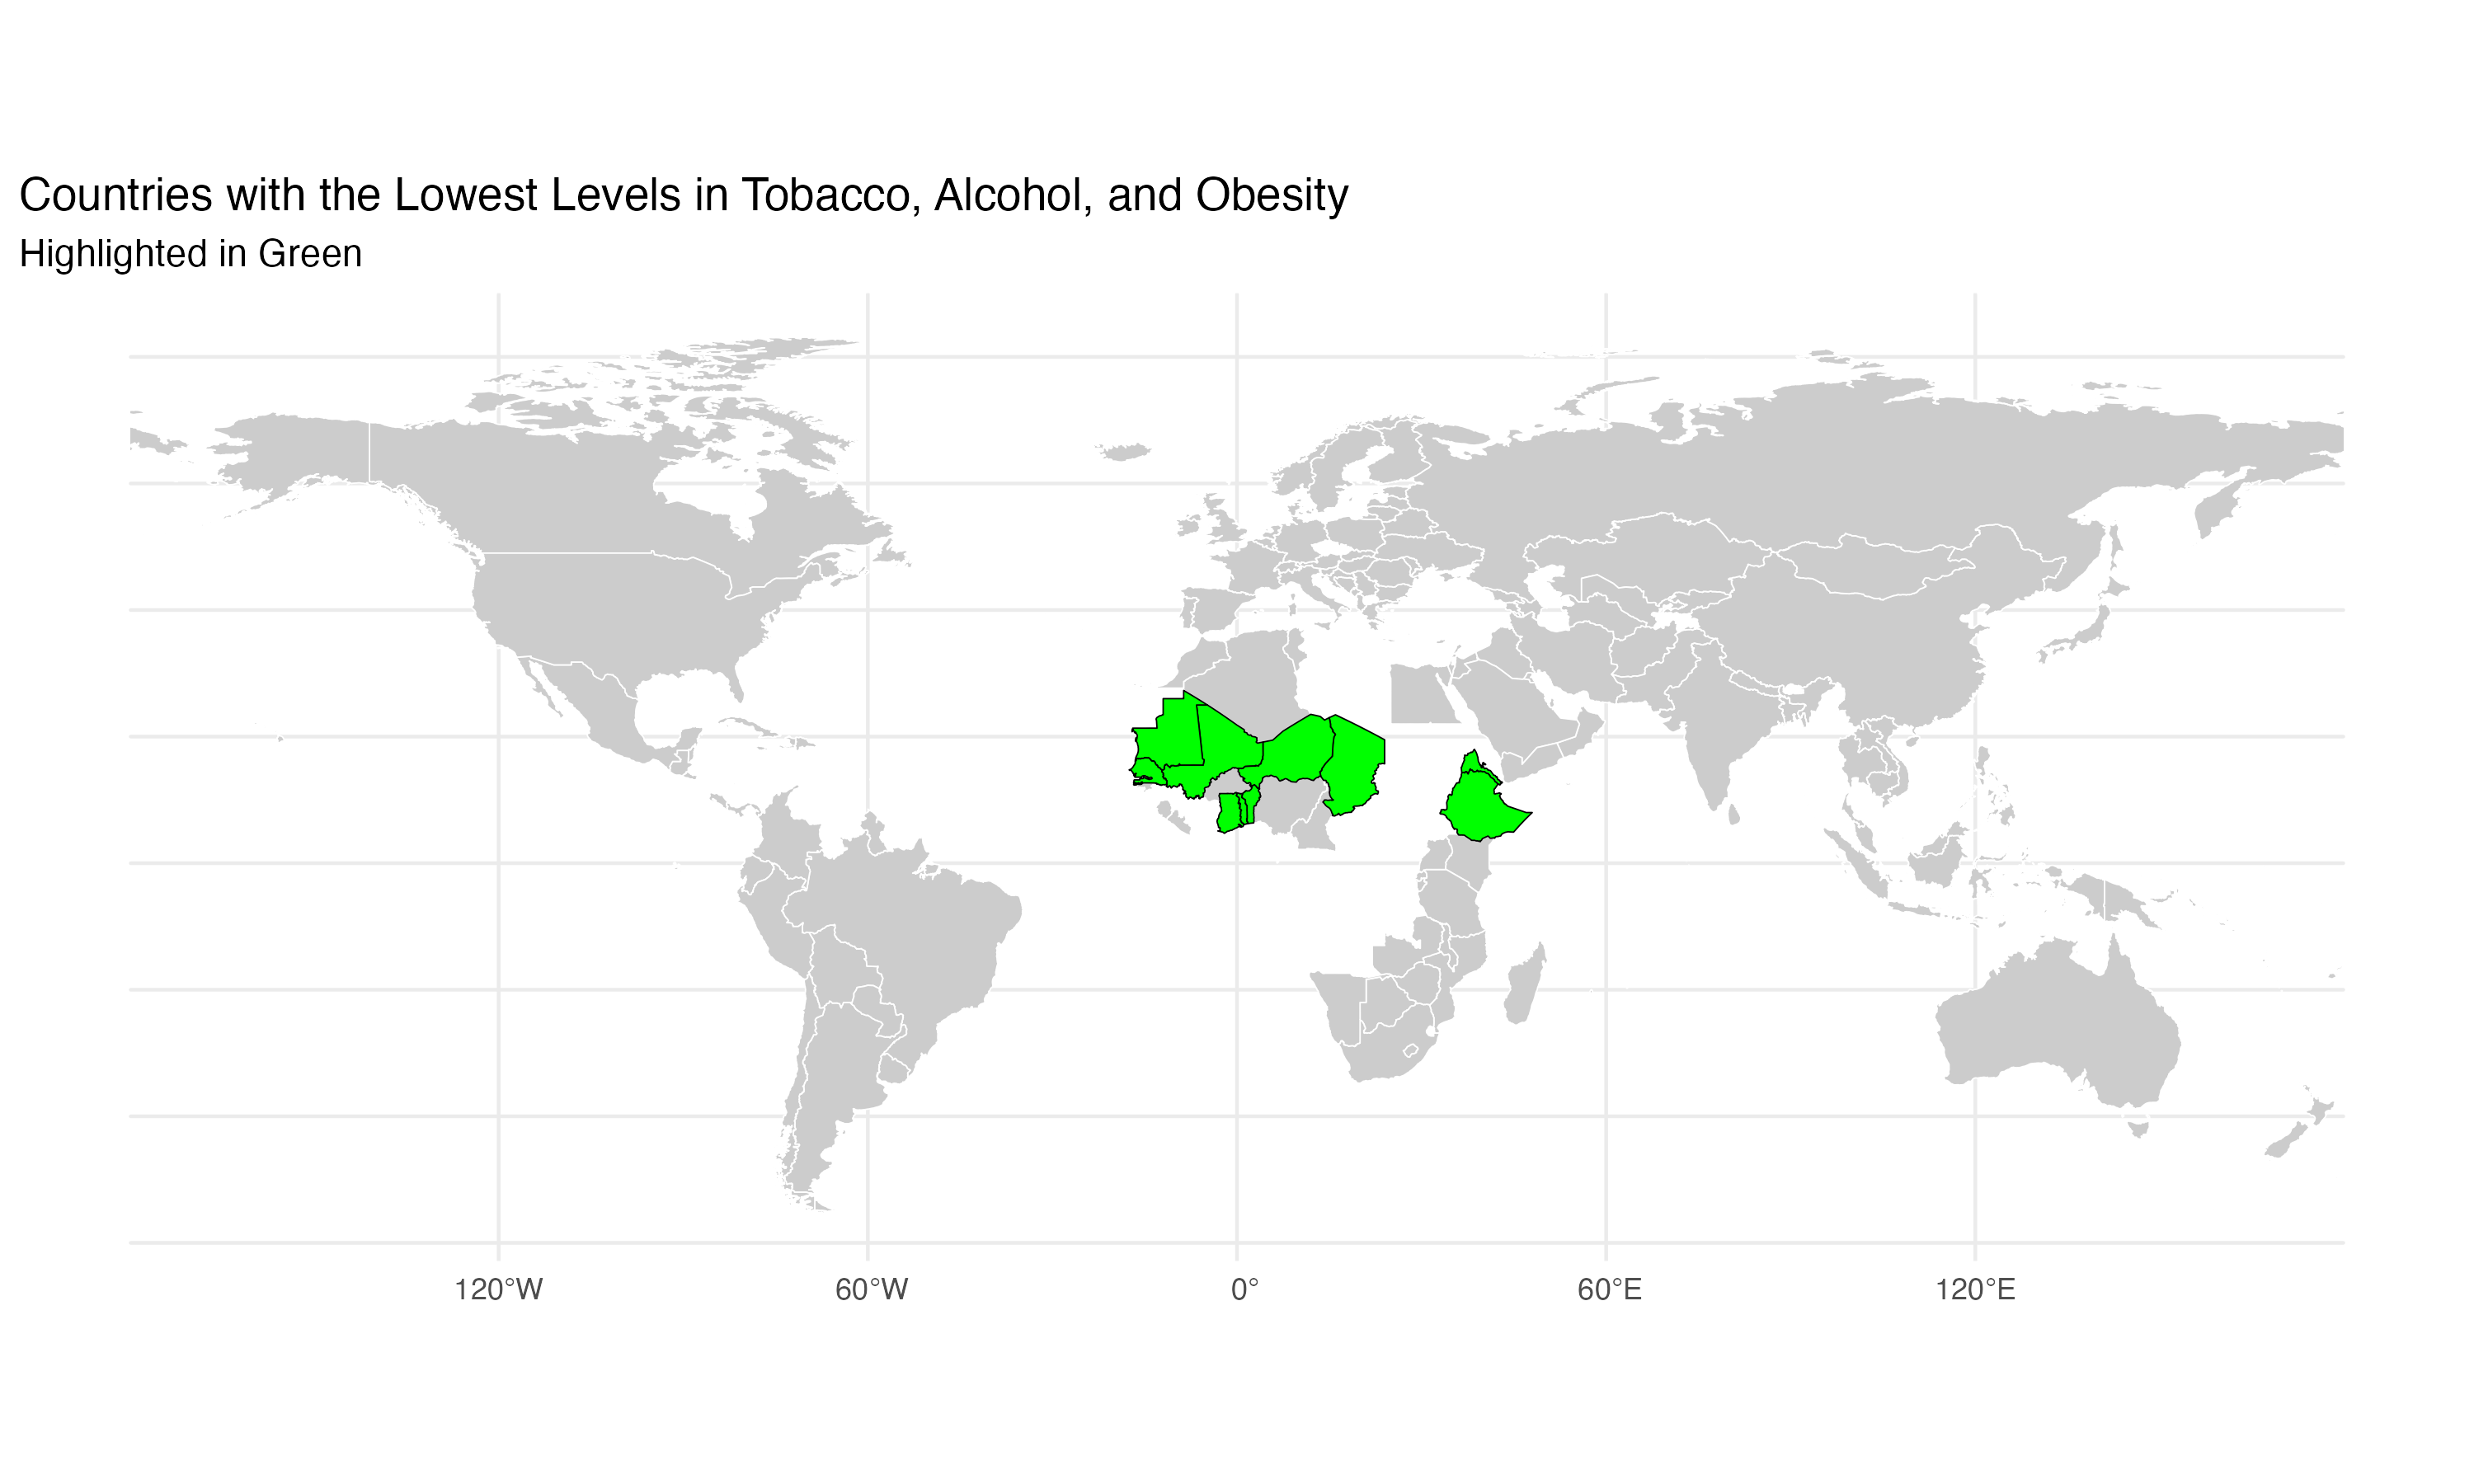 Countries with the Lowest Levels in Tobacco, Alcohol, and Obesity
Highlighted in Green
120°W 60°W 0° 60°E 120°E